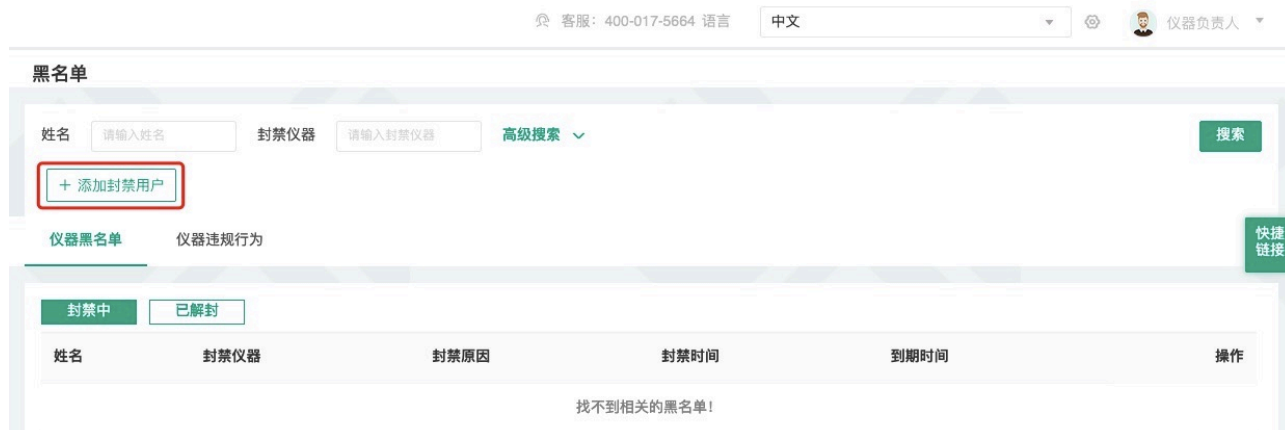 客服：400-017-5664 语言 中文 仪器负责人
黑名单
姓名 请输入姓名 封禁仪器 请输入封禁仪器 高级搜索 搜索
+ 添加封禁用户
仪器黑名单 仪器违规行为
快捷
链接
封禁中 已解封
姓名 封禁仪器 封禁原因 封禁时间 到期时间 操作
找不到相关的黑名单！